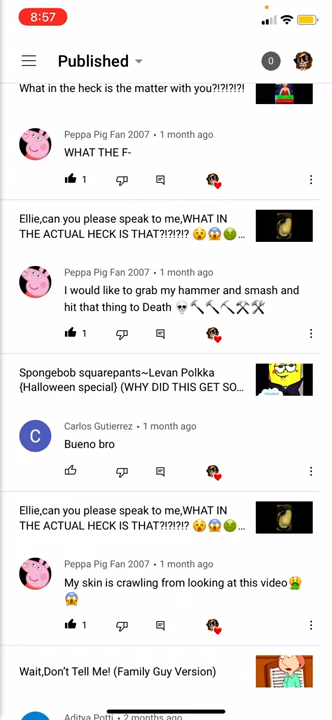 8:57
Published
0
What in the heck is the matter with you?!?!?!?!
Peppa Pig Fan 2007 • 1 month ago
WHAT THE F-
1
Ellie,can you please speak to me,WHAT IN
THE ACTUAL HECK IS THAT?!?!?!? 😵😱🤢...
Peppa Pig Fan 2007 • 1 month ago
I would like to grab my hammer and smash and
hit that thing to Death 💀🔨🔨⛏⚒🛠
1
Spongebob squarepants~Levan Polkka
{Halloween special} (WHY DID THIS GET SO...
C
Carlos Gutierrez • 1 month ago
Bueno bro
Ellie,can you please speak to me,WHAT IN
THE ACTUAL HECK IS THAT?!?!?!? 😵😱🤢...
Peppa Pig Fan 2007 • 1 month ago
My skin is crawling from looking at this video🤮
😱
1
Wait,Don't Tell Me! (Family Guy Version)
Aditya Potti • 2 months ago